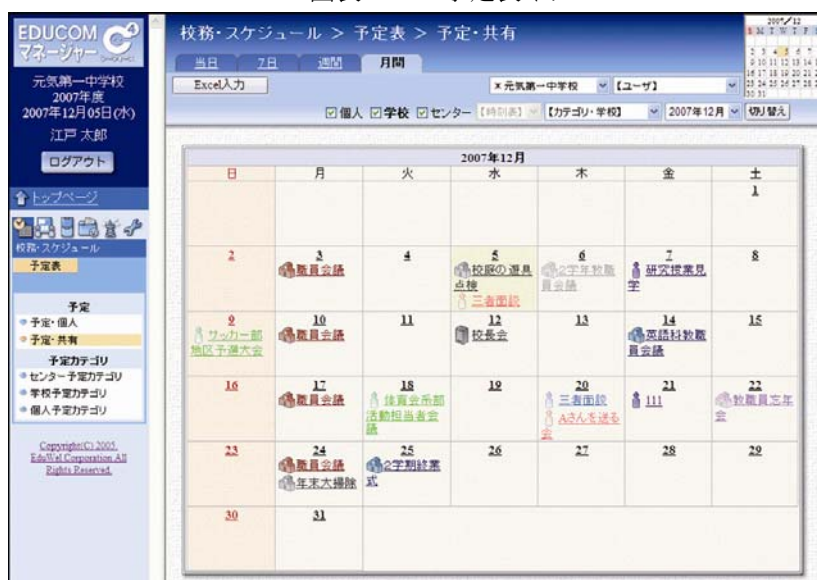 EDUCOM
マネージャー C4
元気第一中学校
2007年度
2007年12月05日(水)
江戸 太郎
ログアウト
トップページ
校務・スケジュール
予定表
予定
予定・個人
予定・共有
予定カテゴリ
センター予定カテゴリ
学校予定カテゴリ
個人予定カテゴリ
Copyright(C) 2005.
EduWel Corporation All
Rights Reserved.
校務・スケジュール > 予定表 > 予定・共有
当日 7日 週間 月間
Excel入力 ×元気第一中学校 【ユーザ】
個人 学校 センター 【時刻表】 【カテゴリ・学校】 2007年12月 切り替え
2007年12月
日 月 火 水 木 金 土
1
2 3 4 5 6 7 8
職員会議 校庭の遊具点検 三者面談 2学年教職員会議 研究授業見学
9 10 11 12 13 14 15
サッカー部地区予選大会 職員会議 校長会 英語科教職員会議
16 17 18 19 20 21 22
職員会議 体育会系部活動担当者会議 三者面談 Aさんを送る会 111 教職員忘年会
23 24 25 26 27 28 29
職員会議 年末大掃除 2学期終業式
30 31